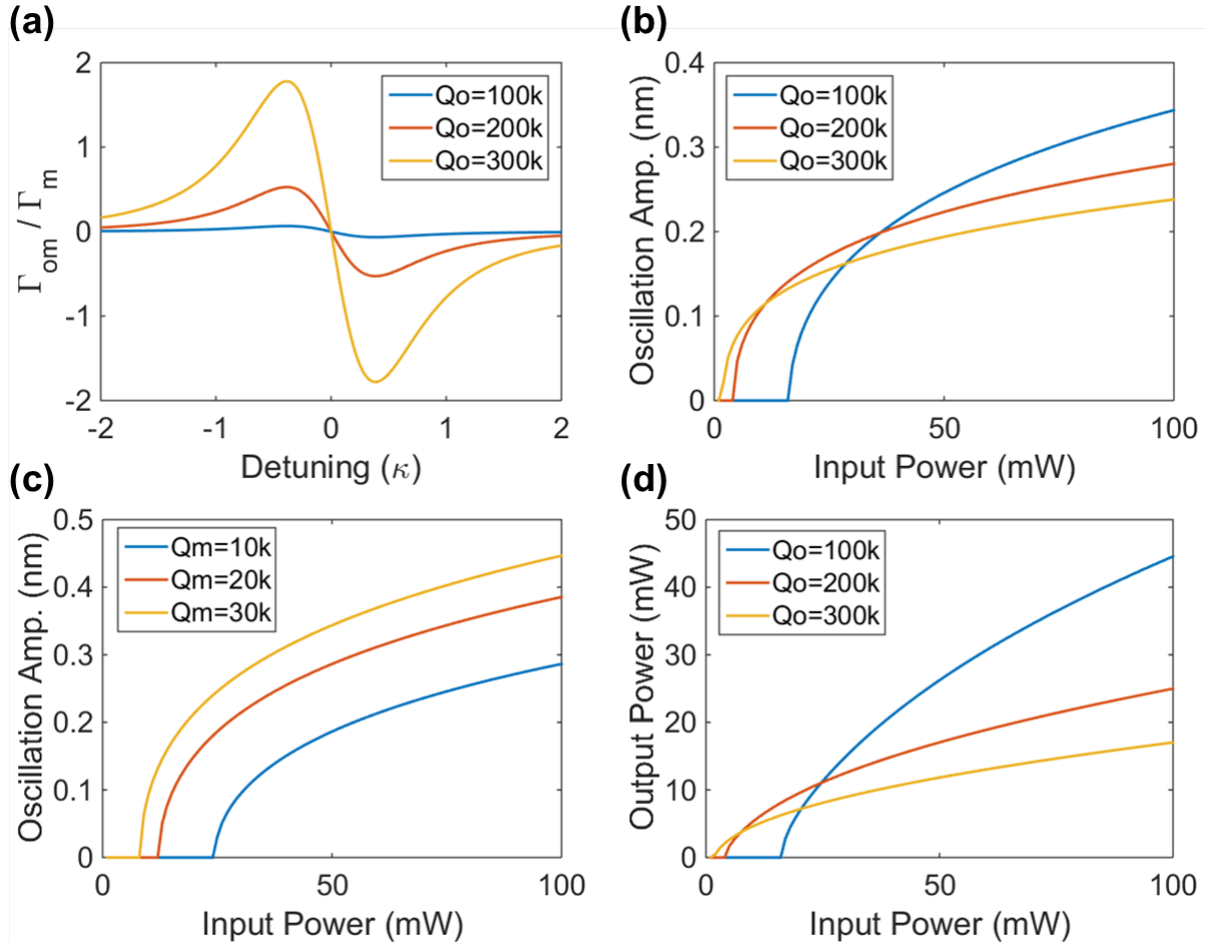 (a)
Γom / Γm
2
1
0
-1
-2
-2 -1 0 1 2
Detuning (κ)
Qo=100k
Qo=200k
Qo=300k
(b)
Oscillation Amp. (nm)
0.4
0.3
0.2
0.1
0
0 50 100
Input Power (mW)
Qo=100k
Qo=200k
Qo=300k
(c)
Oscillation Amp. (nm)
0.5
0.4
0.3
0.2
0.1
0
0 50 100
Input Power (mW)
Qm=10k
Qm=20k
Qm=30k
(d)
Output Power (mW)
50
40
30
20
10
0
0 50 100
Input Power (mW)
Qo=100k
Qo=200k
Qo=300k